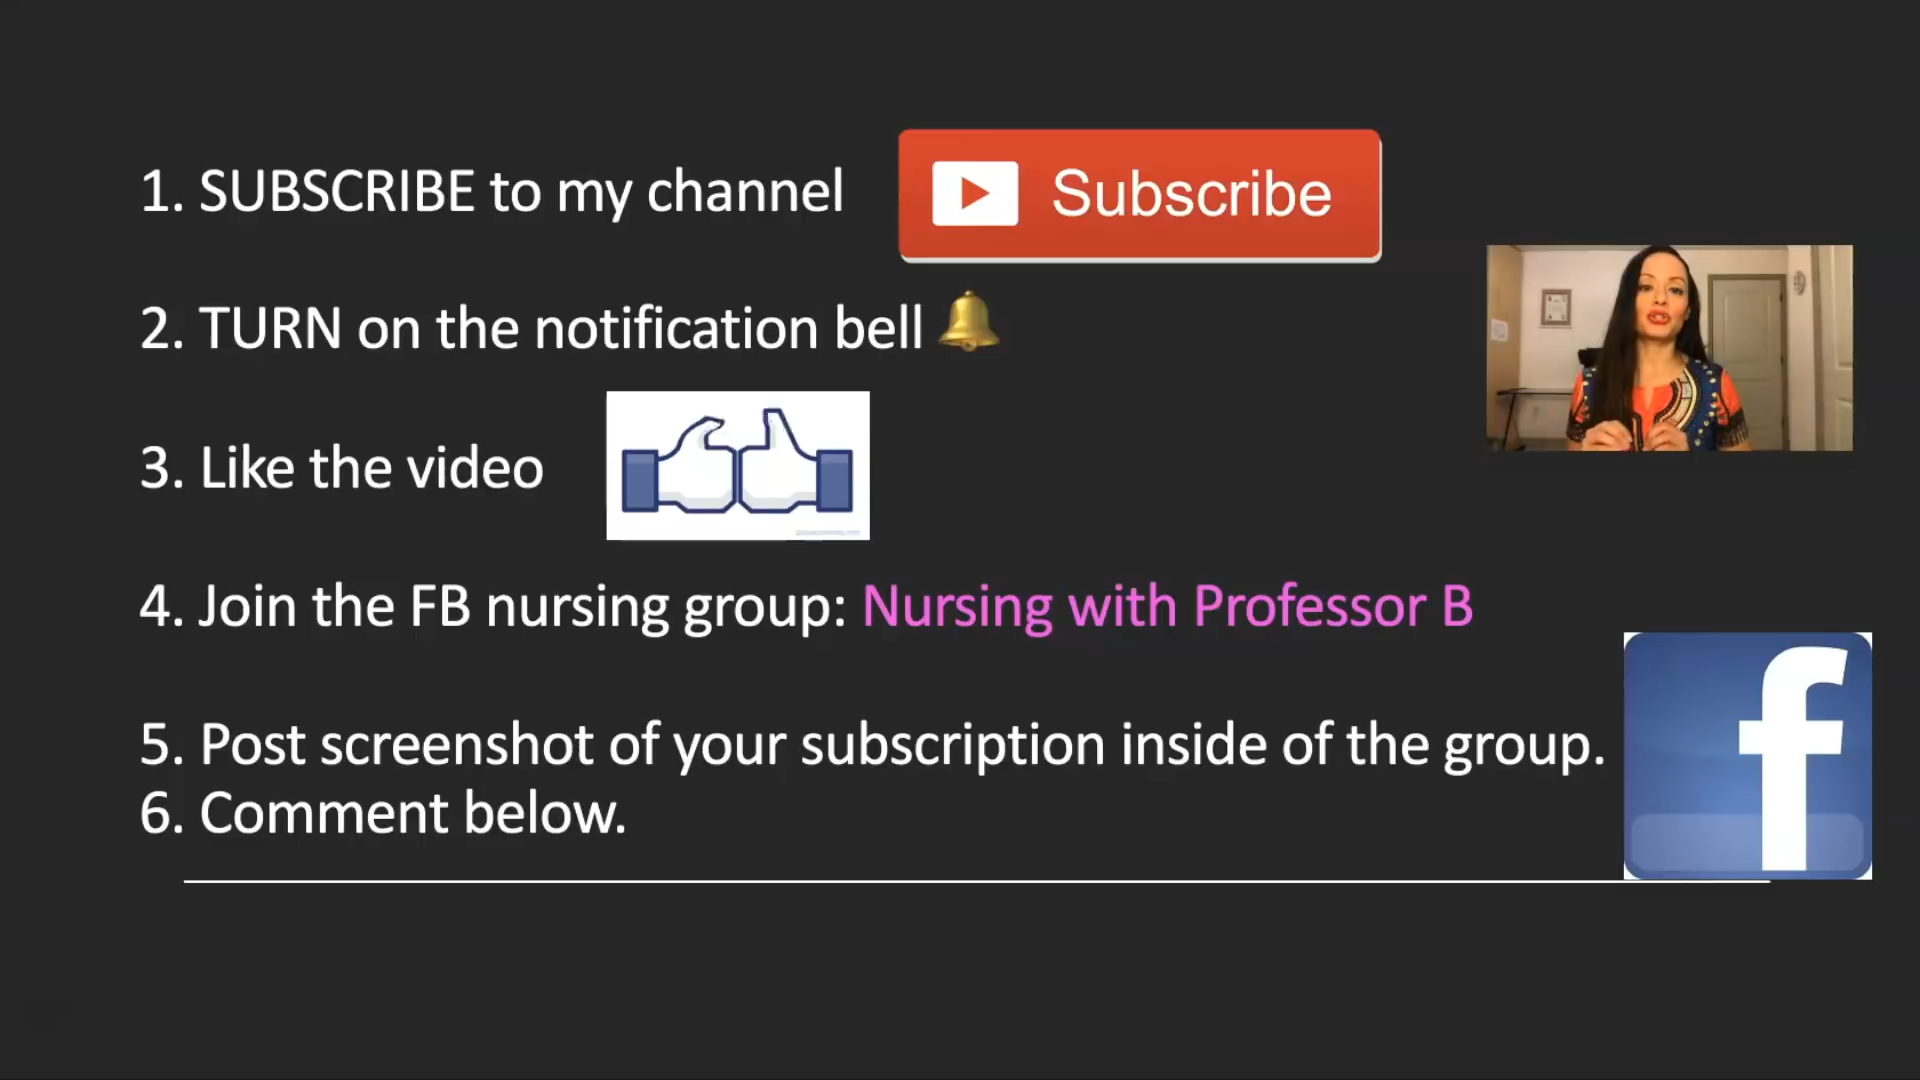 1. SUBSCRIBE to my channel
Subscribe
2. TURN on the notification bell
3. Like the video
4. Join the FB nursing group: Nursing with Professor B
5. Post screenshot of your subscription inside of the group.
6. Comment below.